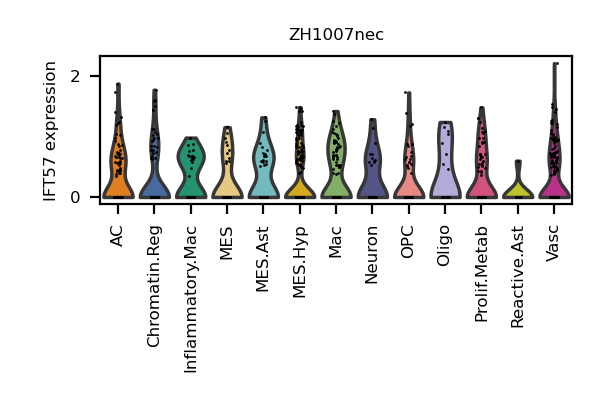 ZH1007nec
IFT57 expression
2
0
AC
Chromatin.Reg
Inflammatory.Mac
MES
MES.Ast
MES.Hyp
Mac
Neuron
OPC
Oligo
Prolif.Metab
Reactive.Ast
Vasc